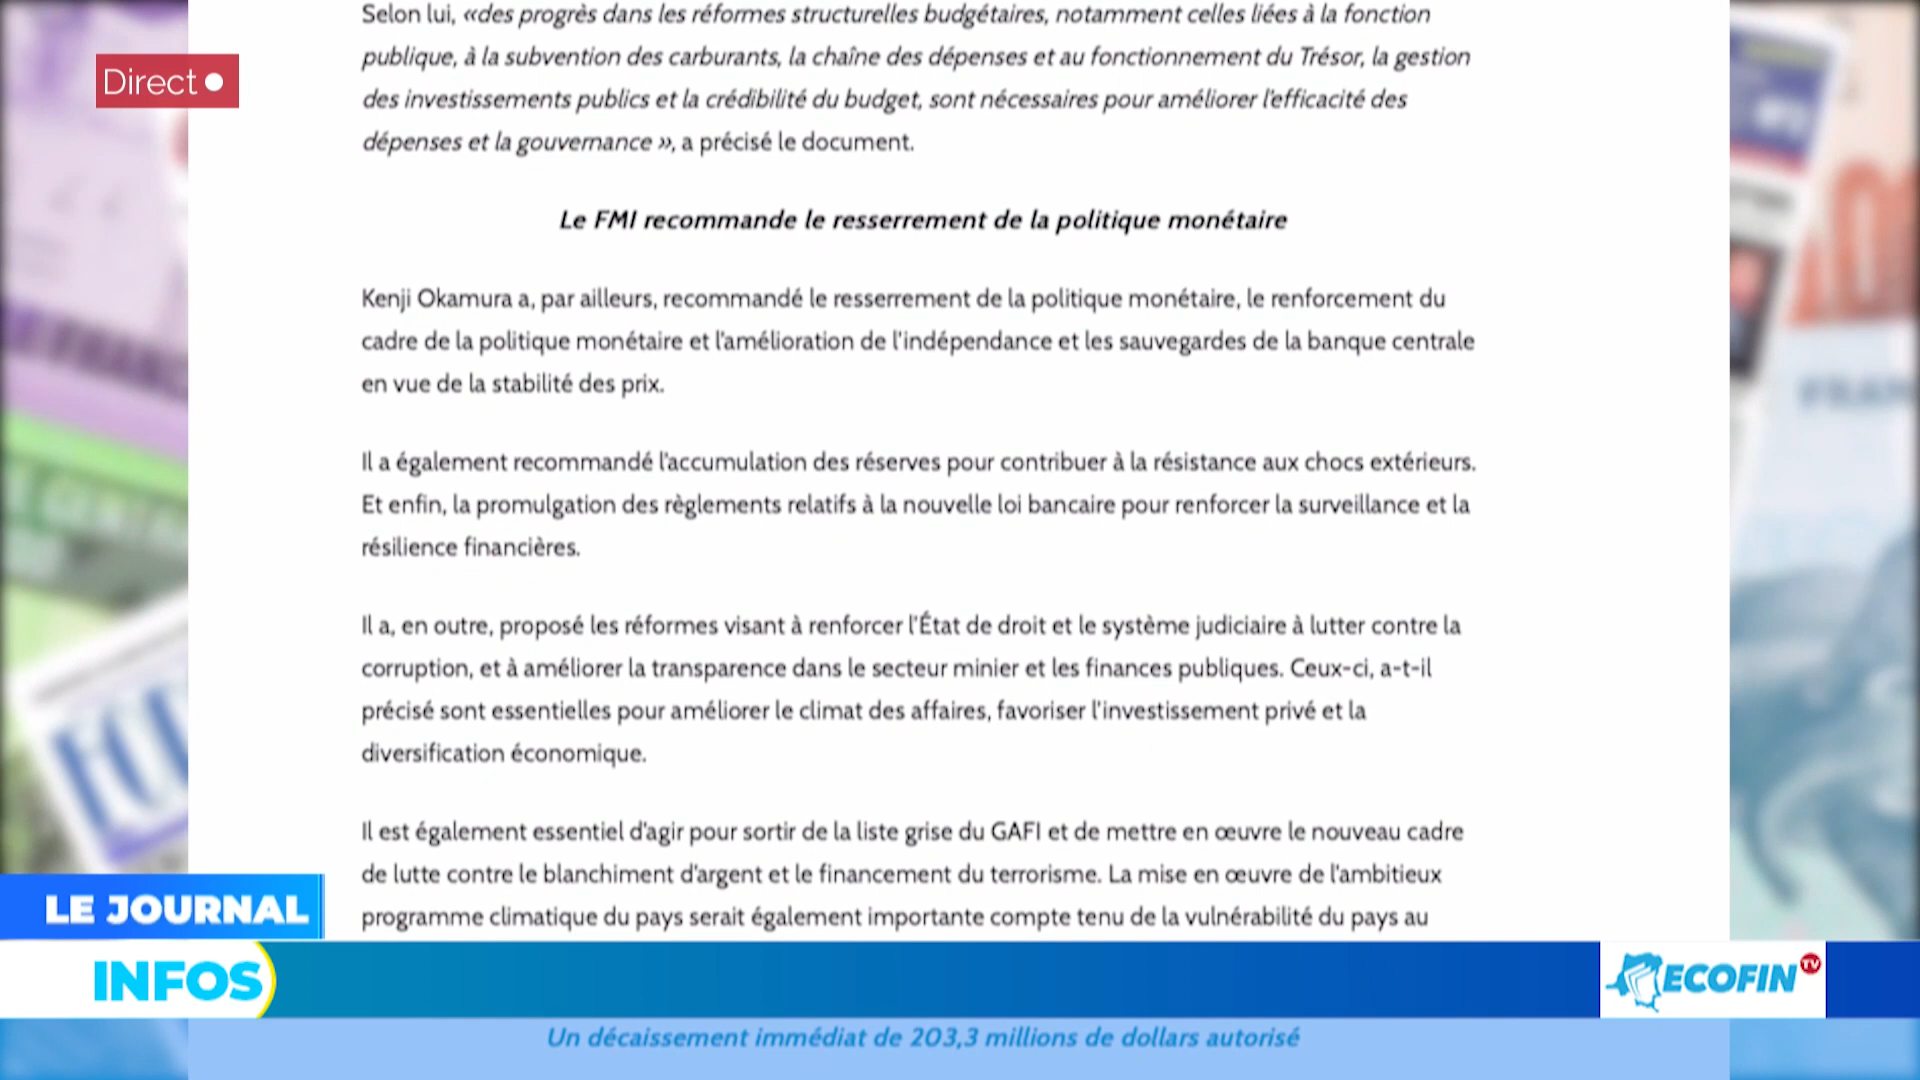 Selon lui, «des progrès dans les réformes structurelles budgétaires, notamment celles liées à la fonction
publique, à la subvention des carburants, la chaîne des dépenses et au fonctionnement du Trésor, la gestion
des investissements publics et la crédibilité du budget, sont nécessaires pour améliorer l'efficacité des
dépenses et la gouvernance », a précisé le document.
Direct
Le FMI recommande le resserrement de la politique monétaire
Kenji Okamura a, par ailleurs, recommandé le resserrement de la politique monétaire, le renforcement du
cadre de la politique monétaire et l'amélioration de l'indépendance et les sauvegardes de la banque centrale
en vue de la stabilité des prix.
Il a également recommandé l'accumulation des réserves pour contribuer à la résistance aux chocs extérieurs.
Et enfin, la promulgation des règlements relatifs à la nouvelle loi bancaire pour renforcer la surveillance et la
résilience financières.
Il a, en outre, proposé les réformes visant à renforcer l'État de droit et le système judiciaire à lutter contre la
corruption, et à améliorer la transparence dans le secteur minier et les finances publiques. Ceux-ci, a-t-il
précisé sont essentielles pour améliorer le climat des affaires, favoriser l'investissement privé et la
diversification économique.
Il est également essentiel d'agir pour sortir de la liste grise du GAFI et de mettre en œuvre le nouveau cadre
de lutte contre le blanchiment d'argent et le financement du terrorisme. La mise en œuvre de l'ambitieux
programme climatique du pays serait également importante compte tenu de la vulnérabilité du pays au
LE JOURNAL
INFOS
ECOFIN TV
Un décaissement immédiat de 203,3 millions de dollars autorisé